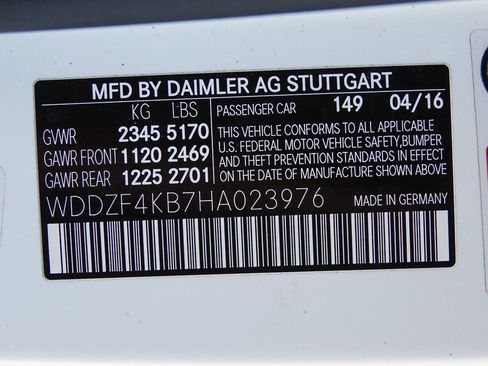 MFD BY DAIMLER AG STUTTGART
KG LBS PASSENGER CAR 149 04/16
GVWR 2345 5170
GAWR FRONT 1120 2469
GAWR REAR 1225 2701
THIS VEHICLE CONFORMS TO ALL APPLICABLE
U.S. FEDERAL MOTOR VEHICLE SAFETY, BUMPER
AND THEFT PREVENTION STANDARDS IN EFFECT
ON THE DATE OF MANUFACTURE SHOWN ABOVE.
WDDZF4KB7HA023976 MADE IN GERMANY